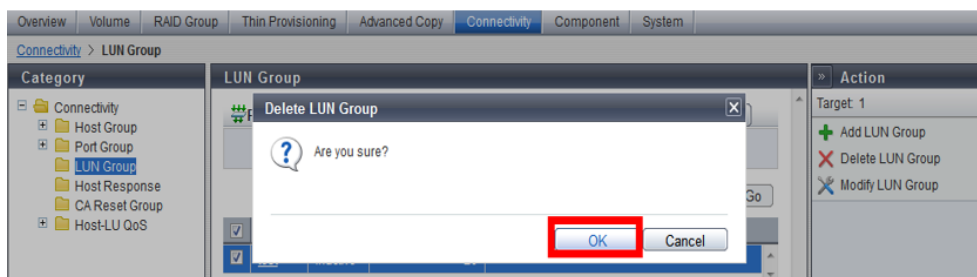 Overview Volume RAID Group Thin Provisioning Advanced Copy Connectivity Component System
Connectivity > LUN Group
Category
LUN Group
» Action
Connectivity
Host Group
Port Group
LUN Group
Host Response
CA Reset Group
Host-LU QoS
Delete LUN Group
Are you sure?
OK Cancel
Go
Target: 1
Add LUN Group
Delete LUN Group
Modify LUN Group